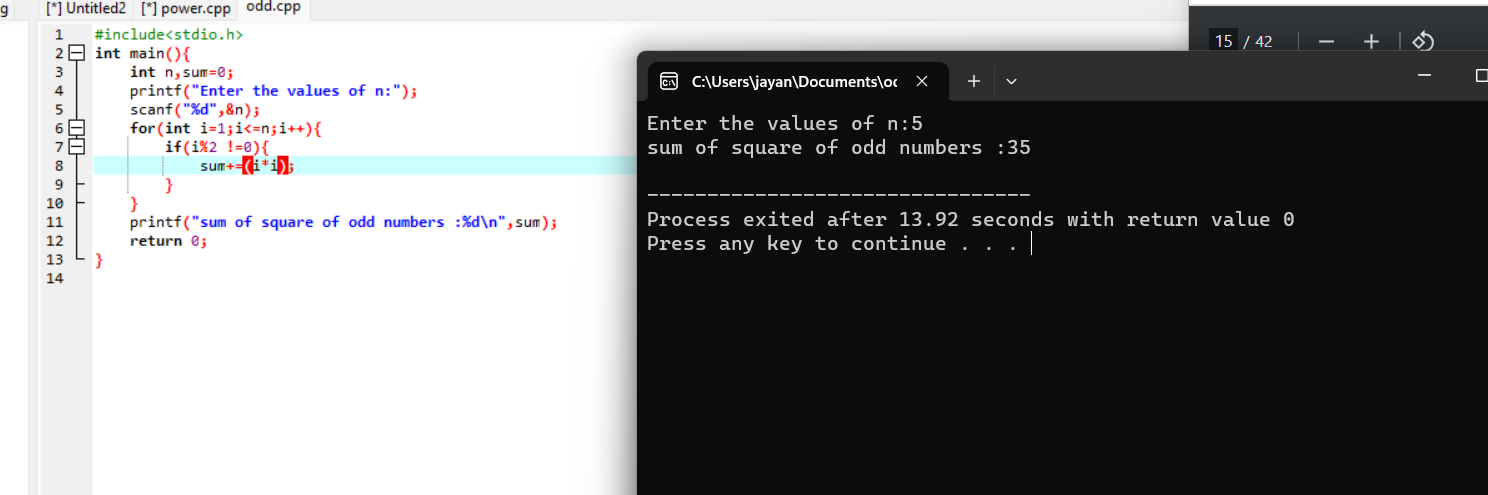 g [*] Untitled2 [*] power.cpp odd.cpp
1 #include<stdio.h>
2 int main(){
3 int n,sum=0;
4 printf("Enter the values of n:");
5 scanf("%d",&n);
6 for(int i=1;i<=n;i++){
7 if(i%2 !=0){
8 sum+=(i*i);
9 }
10 }
11 printf("sum of square of odd numbers :%d\n",sum);
12 return 0;
13 }
14
15 / 42
C:\Users\jayan\Documents\oc
Enter the values of n:5
sum of square of odd numbers :35
--------------------------------
Process exited after 13.92 seconds with return value 0
Press any key to continue . . .